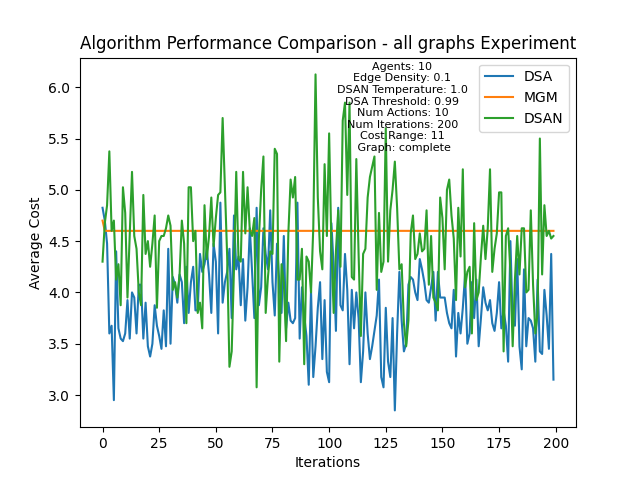 Algorithm Performance Comparison - all graphs Experiment
Agents: 10
Edge Density: 0.1
DSAN Temperature: 1.0
DSA Threshold: 0.99
Num Actions: 10
Num Iterations: 200
Cost Range: 11
Graph: complete
DSA
MGM
DSAN
Average Cost
6.0
5.5
5.0
4.5
4.0
3.5
3.0
0 25 50 75 100 125 150 175 200
Iterations